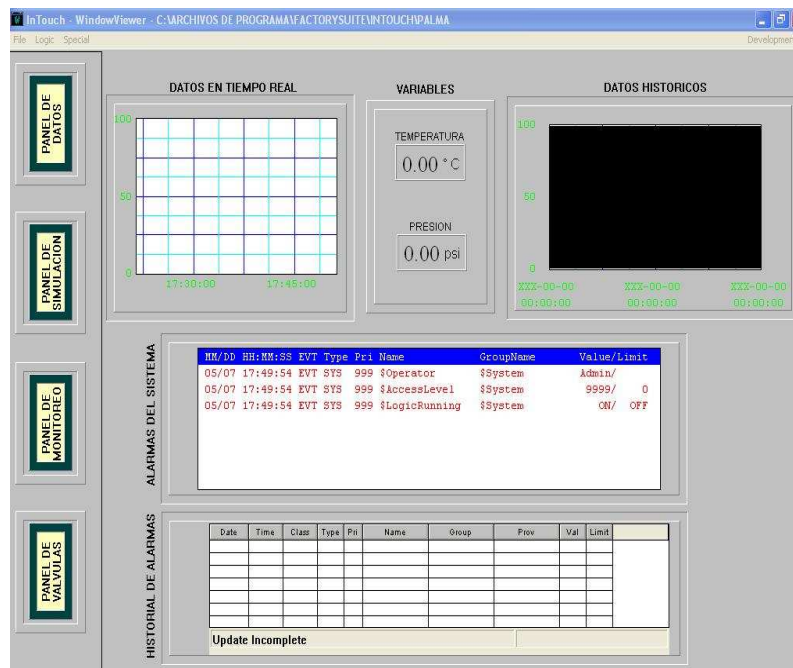 InTouch - WindowViewer - C:\ARCHIVOS DE PROGRAMA\FACTORYSUITE\INTOUCH\PALMA
File Logic Special
Developmen
PANEL DE
DATOS
PANEL DE
SIMULACION
PANEL DE
MONITOREO
PANEL DE
VALVULAS
DATOS EN TIEMPO REAL
100
50
0
17:30:00 17:45:00
VARIABLES
TEMPERATURA
0.00 °C
PRESION
0.00 psi
DATOS HISTORICOS
100
50
0
XXX-00-00 XXX-00-00 XXX-00-00
00:00:00 00:00:00 00:00:00
ALARMAS DEL SISTEMA
MM/DD HH:MM:SS EVT Type Pri Name GroupName Value/Limit
05/07 17:49:54 EVT SYS 999 $Operator $System Admin/
05/07 17:49:54 EVT SYS 999 $AccessLevel $System 9999/ 0
05/07 17:49:54 EVT SYS 999 $LogicRunning $System ON/ OFF
HISTORIAL DE ALARMAS
Date Time Class Type Pri Name Group Prov Val Limit
Update Incomplete